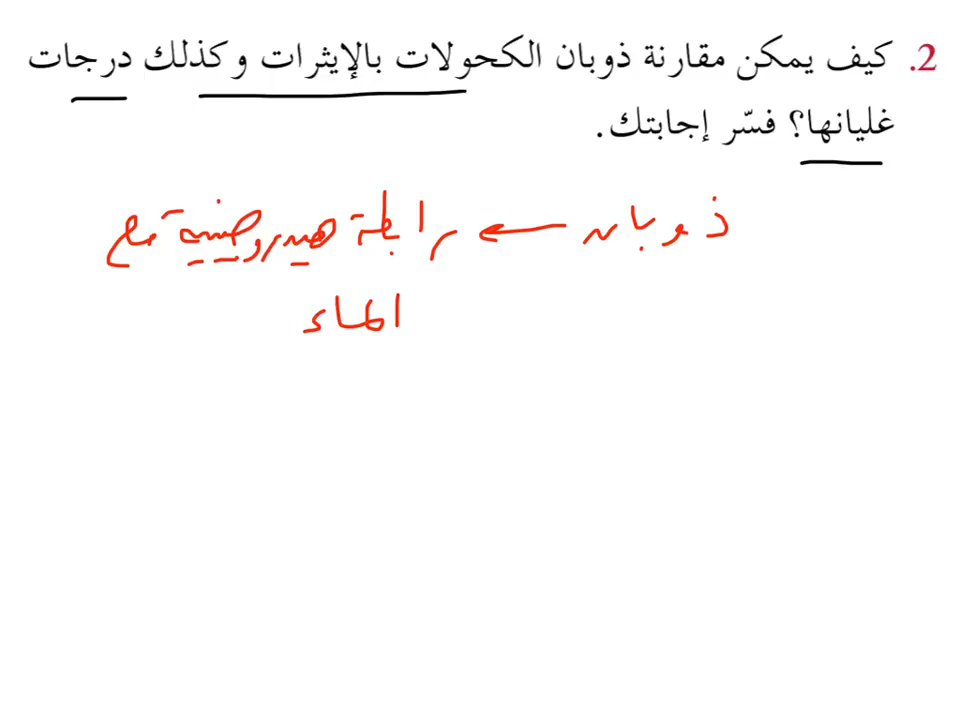 2. كيف يمكن مقارنة ذوبان الكحولات بالإيثرات وكذلك درجات
غليانها؟ فسّر إجابتك.
ذوبان ← رابطة هيدروجينية مع
الماء